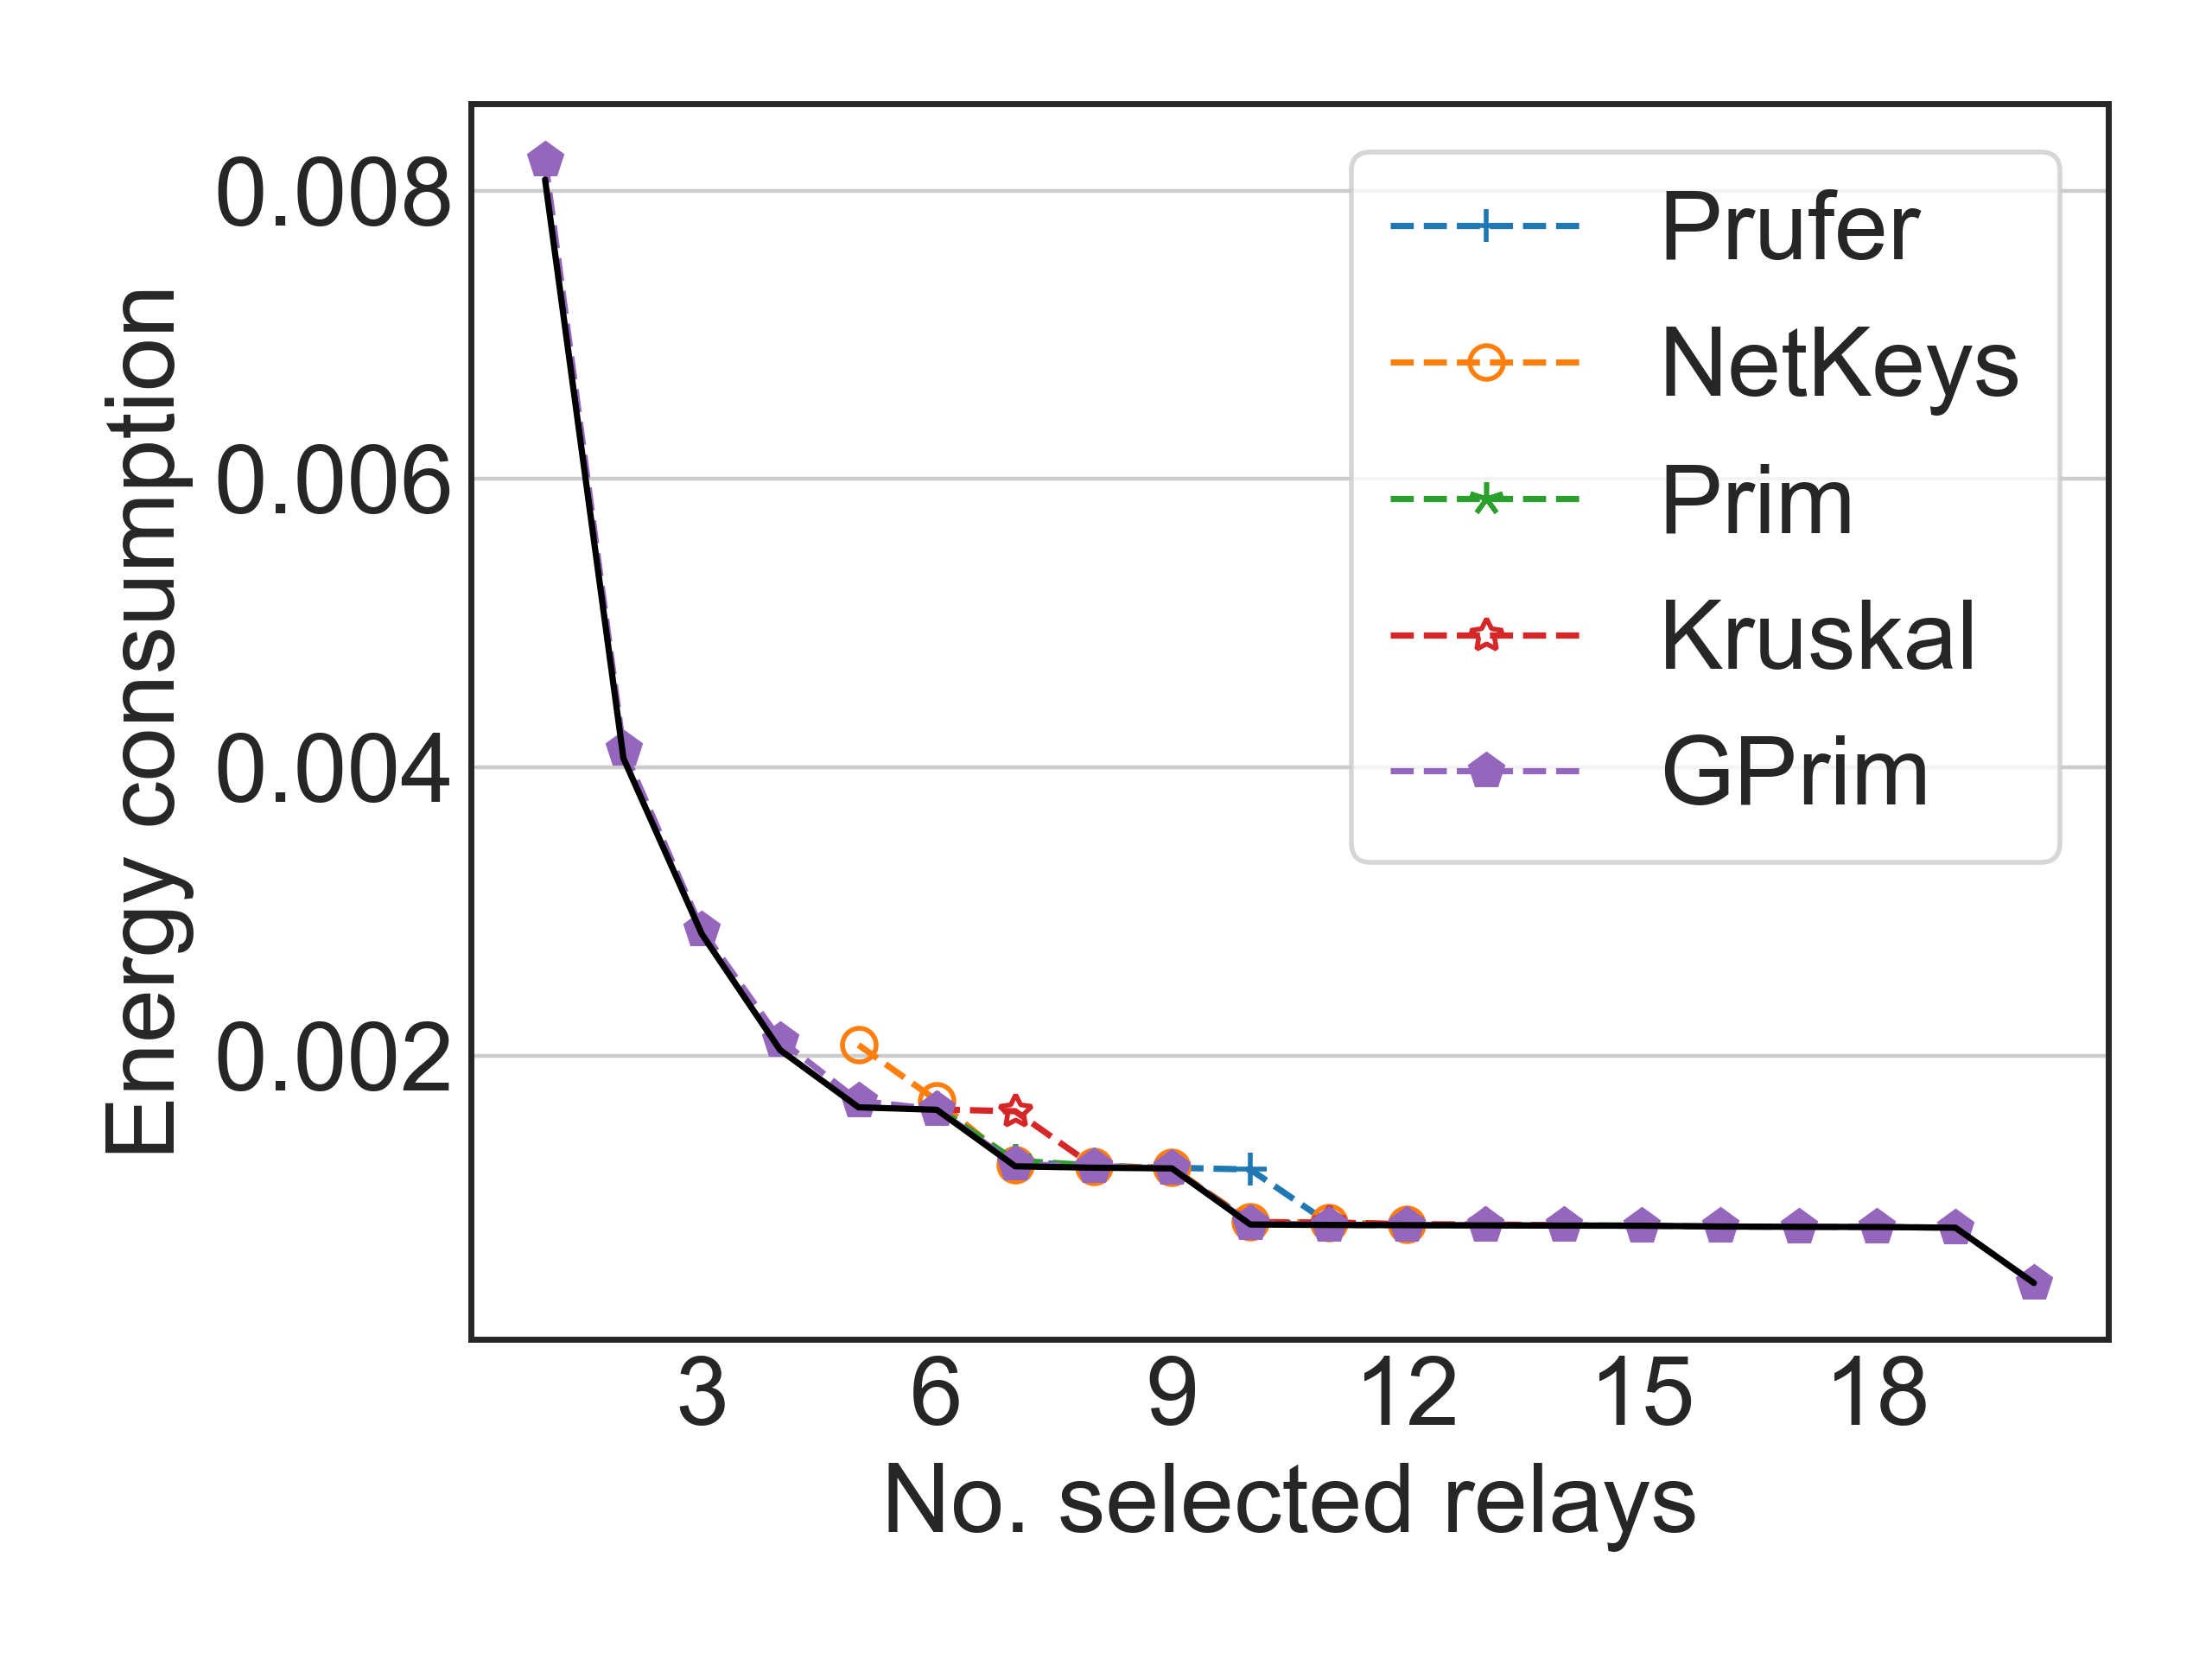 Energy consumption
0.008
0.006
0.004
0.002
Prufer
NetKeys
Prim
Kruskal
GPrim
3 6 9 12 15 18
No. selected relays